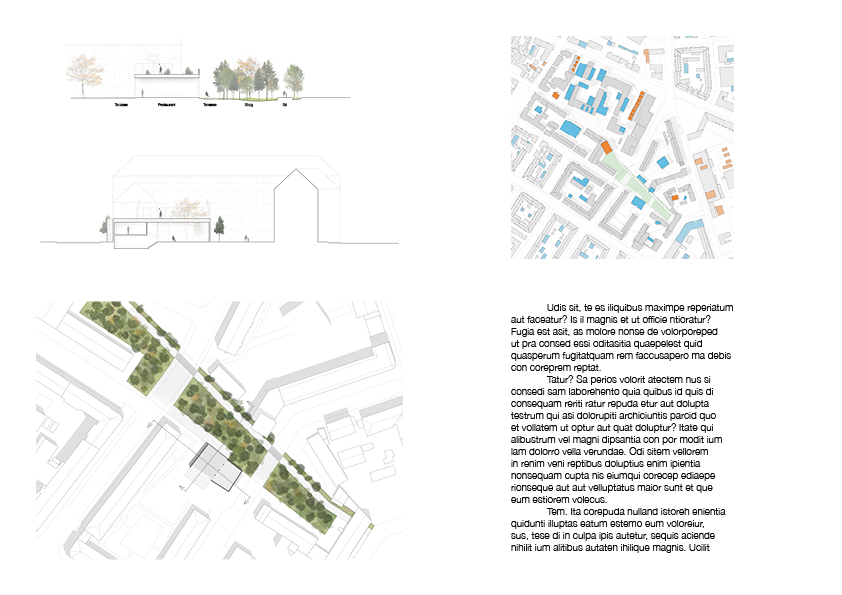 Terrasse
Restaurant
Terrasse
Udis sit, te es iliquibus maximpe reperiatum
aut faceatur? Is il magnis et ut officie ntioratur?
Fugia est asit, as molore nonse de volorporeped
ut pra consed essi oditasitia quaepelest quid
quasperum fugitatquam rem faccusapero ma debis
con coreprem reptat.
Tatur? Sa perios volorit atectem nus si
consedi sam laborehento quia quibus id quis di
consequam reriti ratur repuda etur aut dolupta
testrum qui asi dolorupiti archiciuntis parcid quo
et vollatem ut optur aut quat doluptur? Itate qui
alibustrum vel magni dipsantia con por modit ium
lam dolorro vella verundae. Odi sitem vellorem
in renim veni reptibus doluptius enim ipientia
nonsequam cupta nis eiumqui corecep ediaepe
rionseque aut aut velluptatus maior sunt et que
eum estiorem volecus.
Tem. Ita corepuda nulland istoreh enientia
quidunti illuptas eatum estemo eum voloreiur,
sus, tese di in culpa ipis autetur, sequis aciende
nihilit ium alitibus autaten ihilique magnis. Ucilit